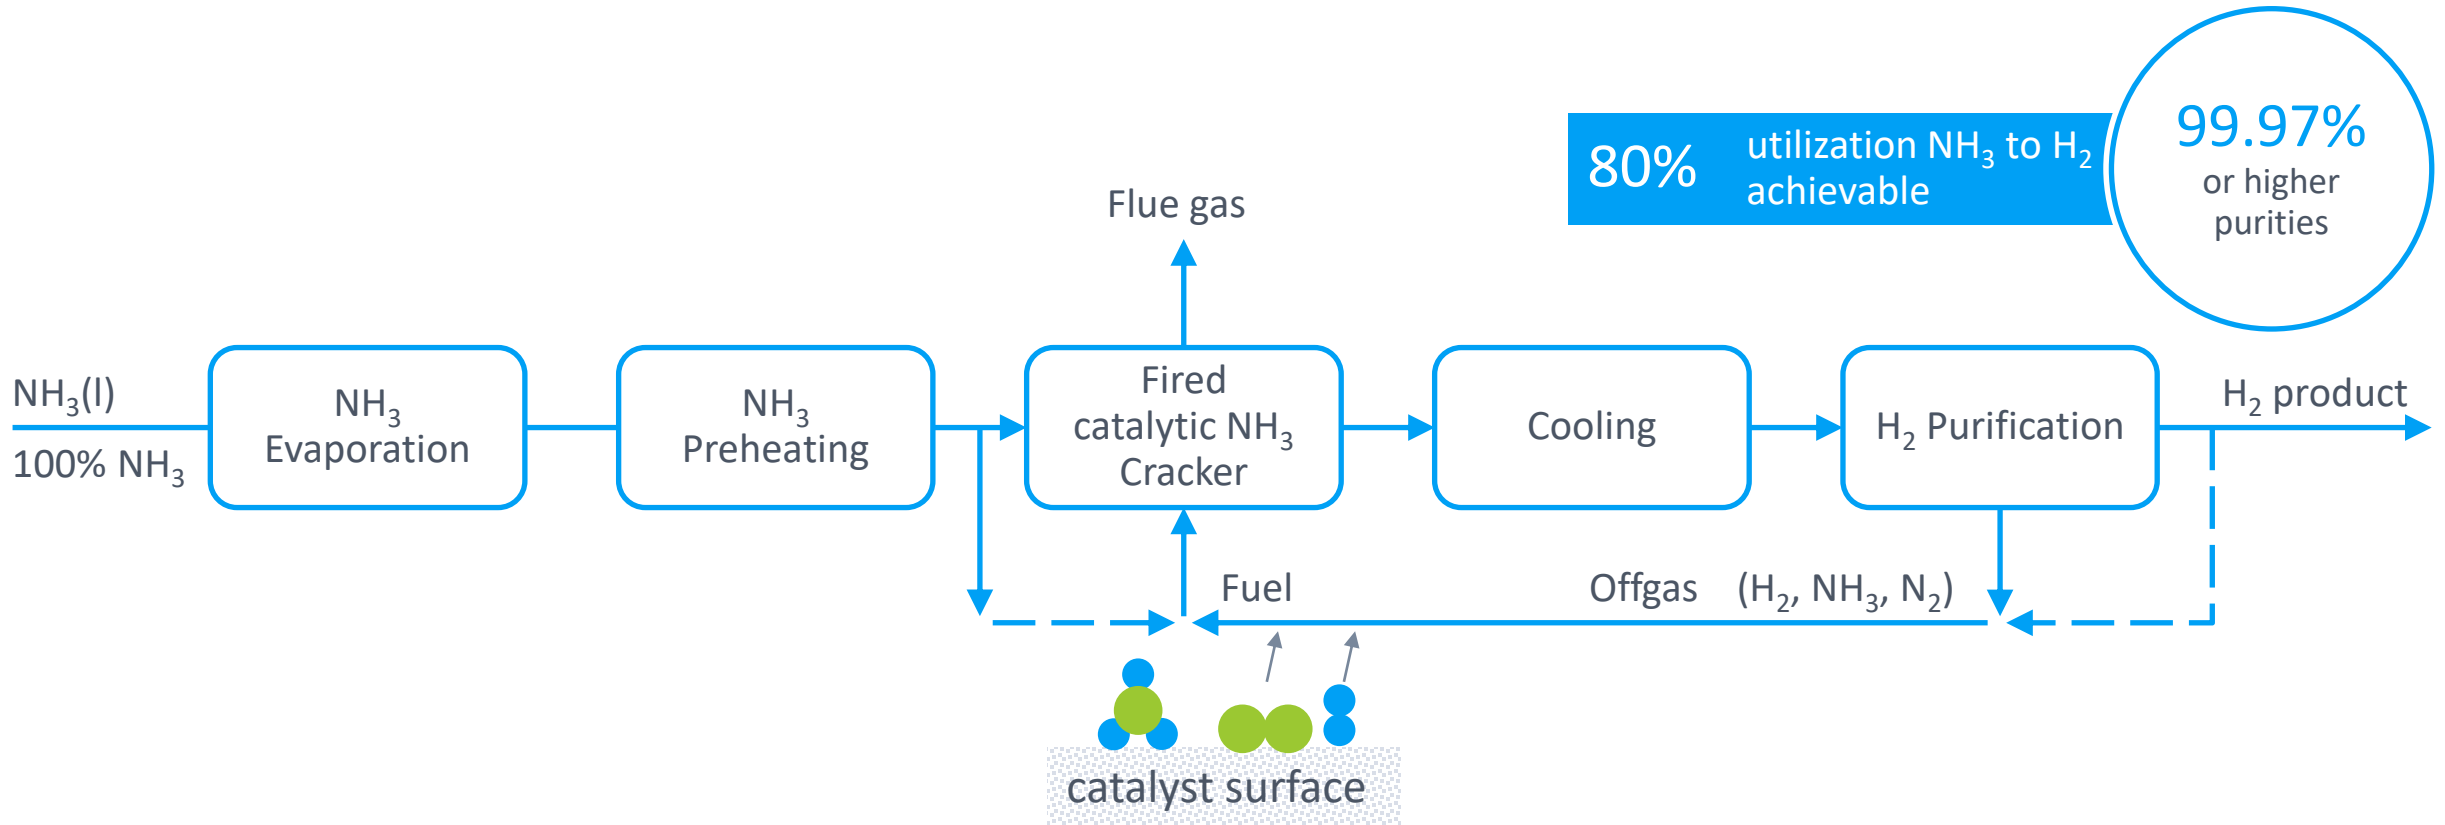 99.97%
or higher
purities
80%
utilization NH₃ to H₂
achievable
Flue gas
NH₃(l)
100% NH₃
NH₃
Evaporation
NH₃
Preheating
Fired
catalytic NH₃
Cracker
Cooling
H₂ Purification
H₂ product
Fuel
Offgas (H₂, NH₃, N₂)
catalyst surface